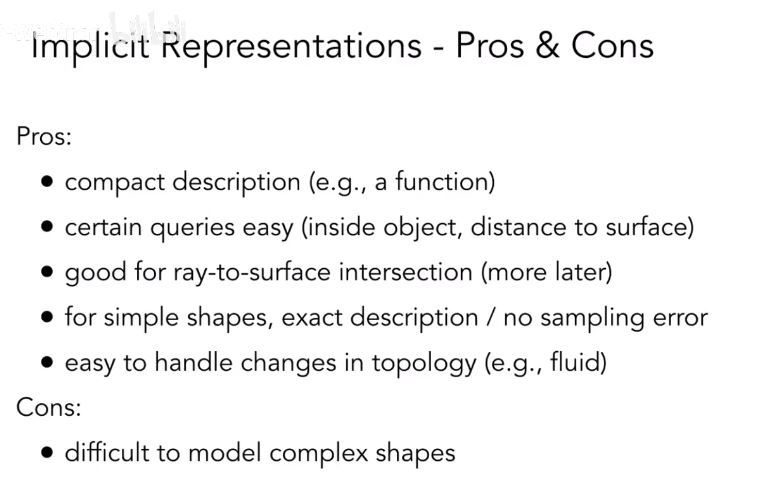 Implicit Representations - Pros & Cons
Pros:
• compact description (e.g., a function)
• certain queries easy (inside object, distance to surface)
• good for ray-to-surface intersection (more later)
• for simple shapes, exact description / no sampling error
• easy to handle changes in topology (e.g., fluid)
Cons:
• difficult to model complex shapes